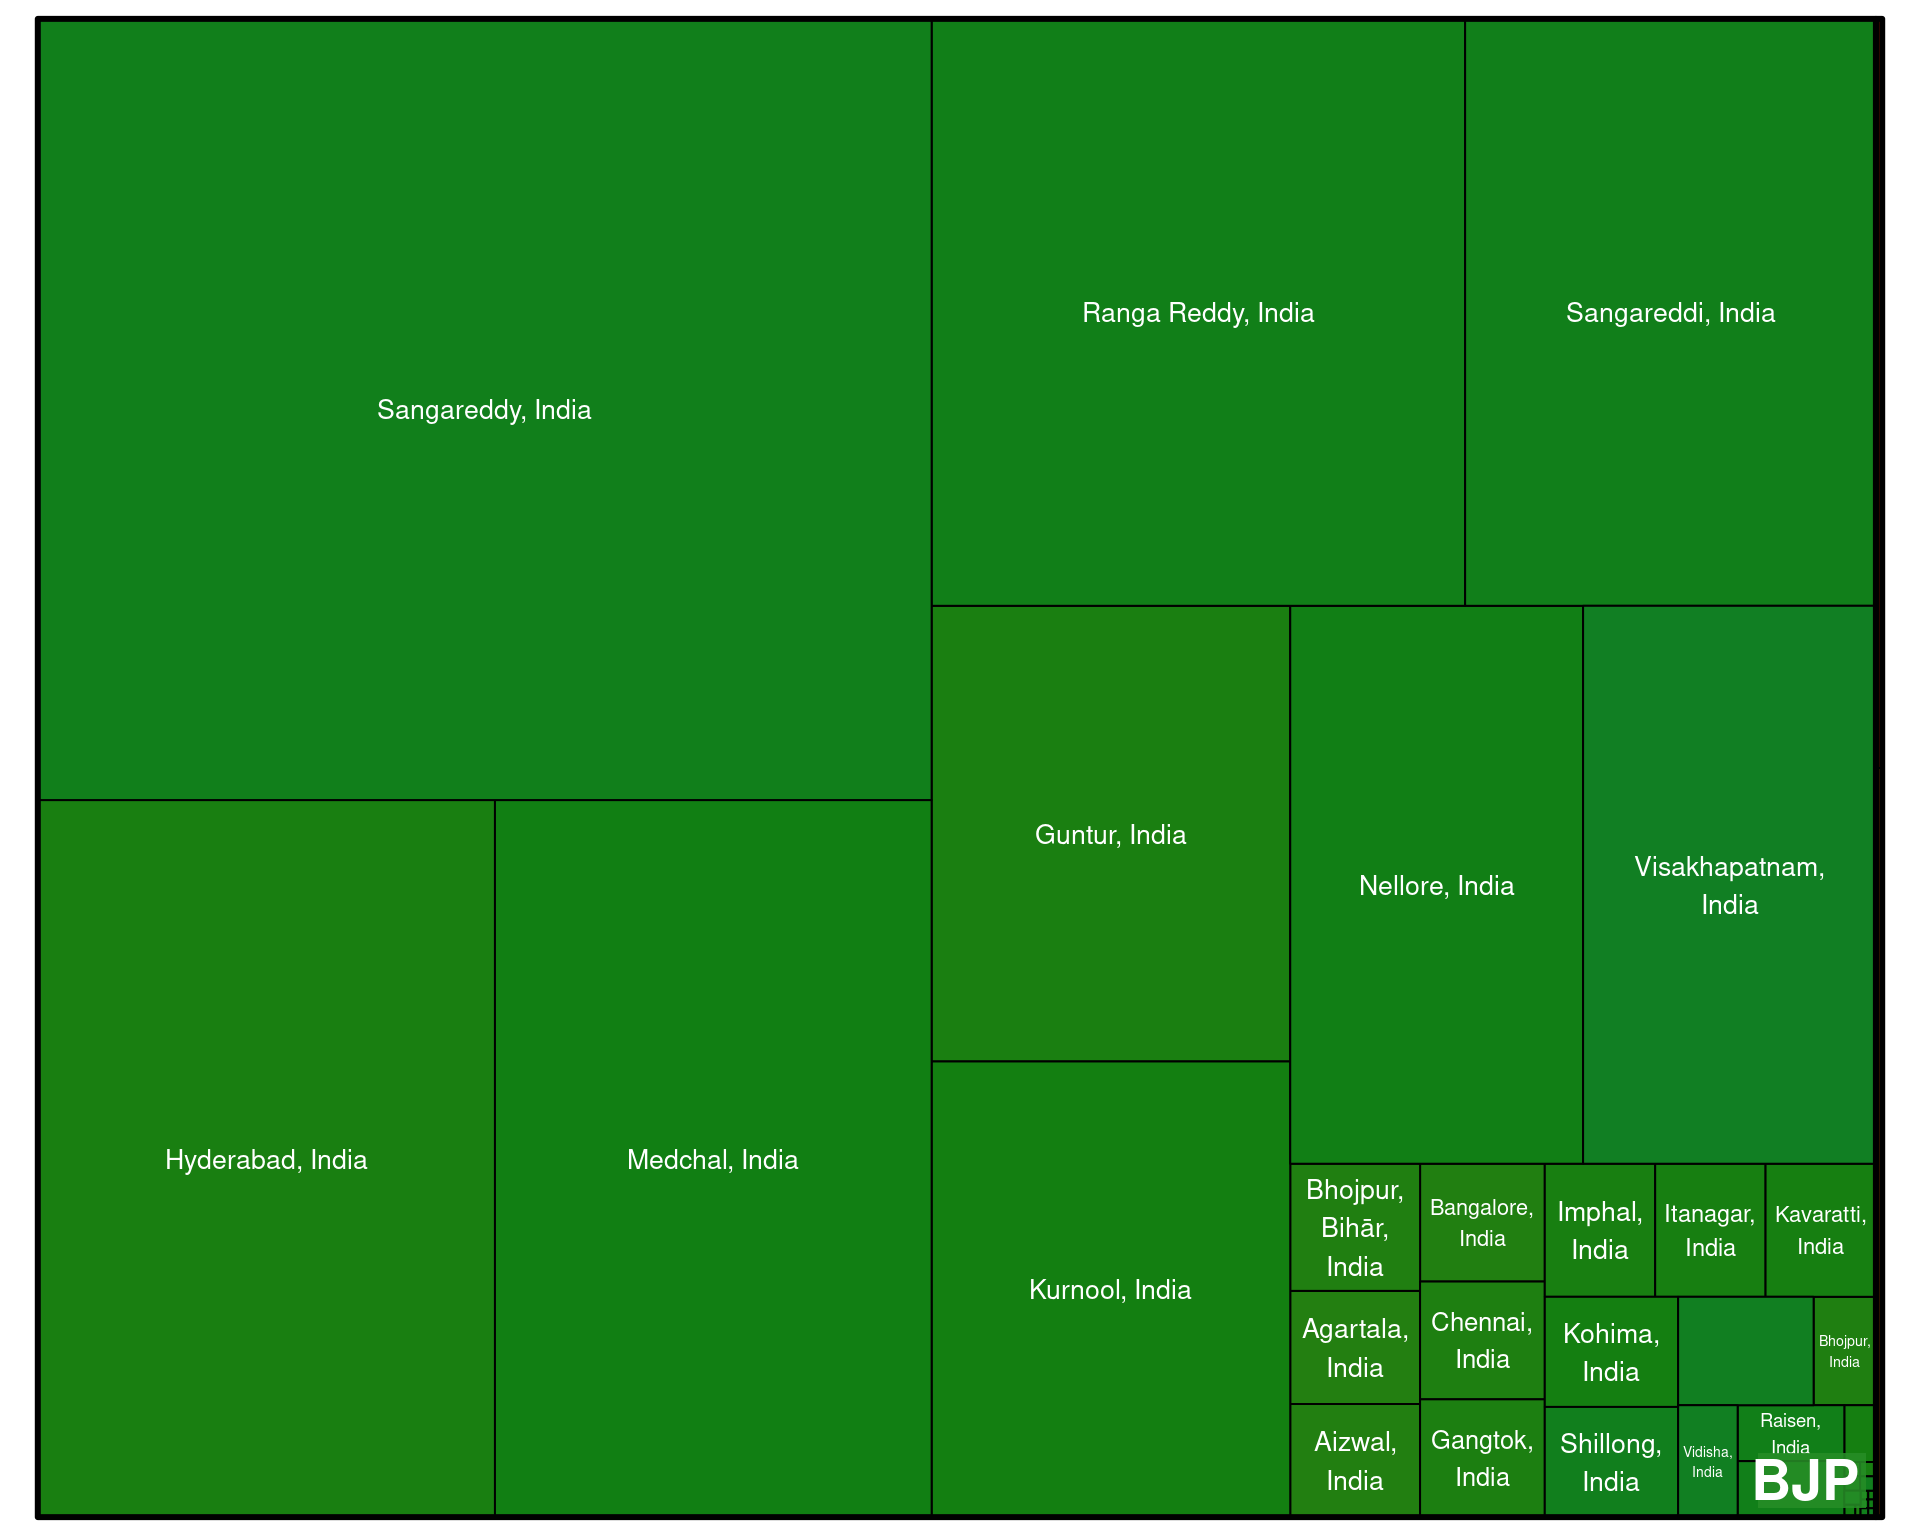 Sangareddy, India
Ranga Reddy, India
Sangareddi, India
Hyderabad, India
Medchal, India
Guntur, India
Kurnool, India
Nellore, India
Visakhapatnam,
India
Bhojpur,
Bihār,
India
Agartala,
India
Aizwal,
India
Bangalore,
India
Chennai,
India
Gangtok,
India
Imphal,
India
Itanagar,
India
Kavaratti,
India
Kohima,
India
Shillong,
India
Bhojpur,
India
Vidisha,
India
Raisen,
India
BJP